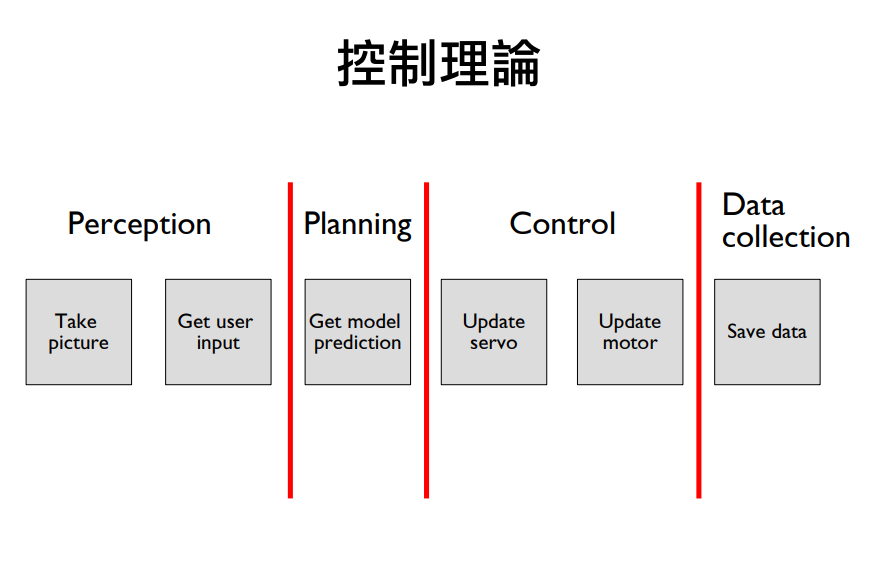 控制理論
Perception
Planning
Control
Data
collection
Take
picture
Get user
input
Get model
prediction
Update
servo
Update
motor
Save data